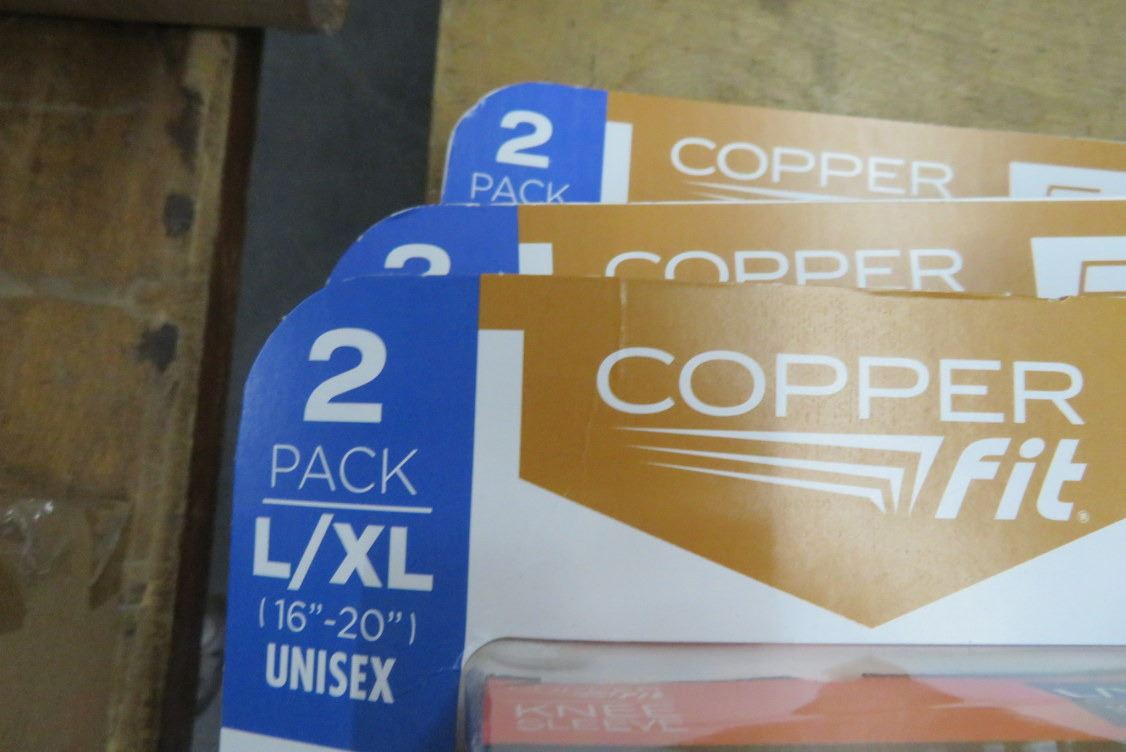 2
PACK
COPPER
2
COPPER
2
PACK
L/XL
(16”-20”)
UNISEX
COPPER
fit®
KNEE
SLEEVE